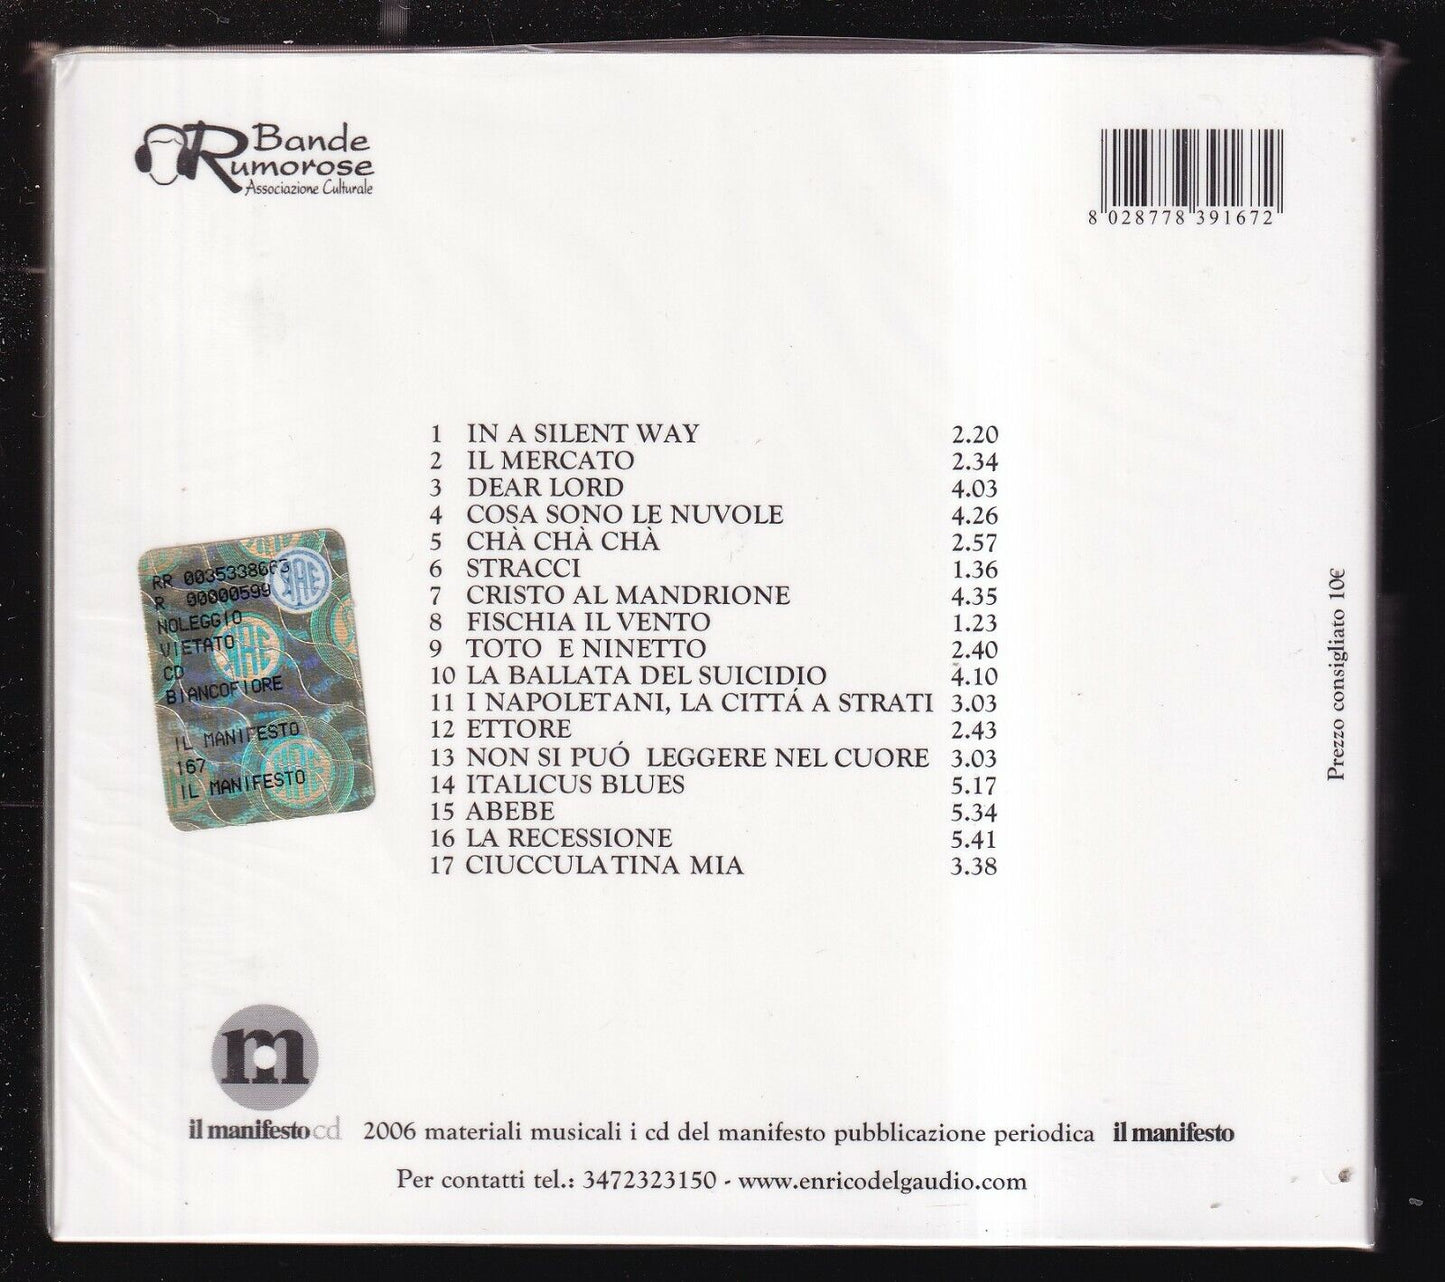 Bande
Rumorose
Associazione Culturale
8 028778 391672
1 IN A SILENT WAY 2.20
2 IL MERCATO 2.34
3 DEAR LORD 4.03
4 COSA SONO LE NUVOLE 4.26
5 CHÀ CHÀ CHÀ 2.57
6 STRACCI 1.36
7 CRISTO AL MANDRIONE 4.35
8 FISCHIA IL VENTO 1.23
9 TOTO E NINETTO 2.40
10 LA BALLATA DEL SUICIDIO 4.10
11 I NAPOLETANI, LA CITTÁ A STRATI 3.03
12 ETTORE 2.43
13 NON SI PUÓ LEGGERE NEL CUORE 3.03
14 ITALICUS BLUES 5.17
15 ABEBE 5.34
16 LA RECESSIONE 5.41
17 CIUCCULATINA MIA 3.38
RR 0035338663
R 00000599
NOLEGGIO
VIETATO
CD
BIANCOFIORE
IL MANIFESTO
167
IL MANIFESTO
Prezzo consigliato 10€
m
il manifesto cd 2006 materiali musicali i cd del manifesto pubblicazione periodica il manifesto
Per contatti tel.: 3472323150 - www.enricodelgaudio.com